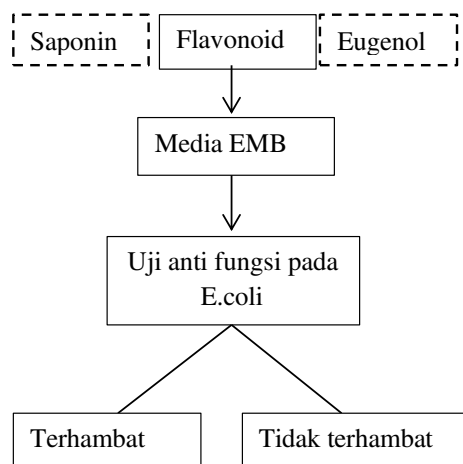 Saponin Flavonoid Eugenol
Media EMB
Uji anti fungsi pada
E.coli
Terhambat Tidak terhambat